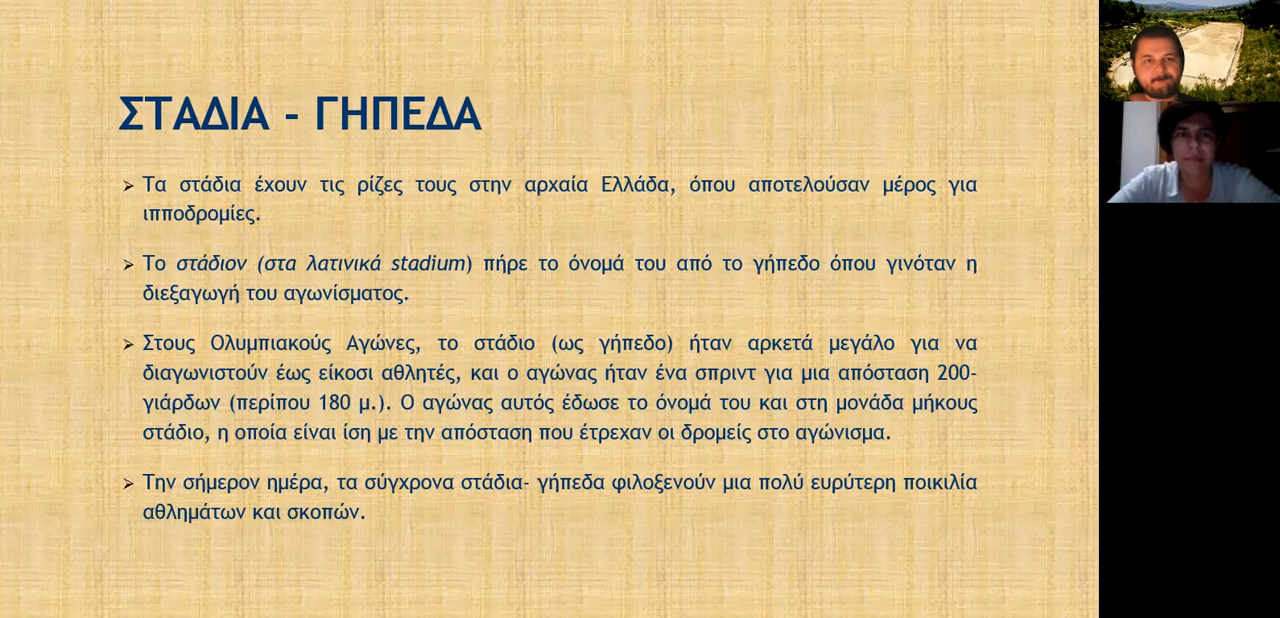 ΣΤΑΔΙΑ - ΓΗΠΕΔΑ
Τα στάδια έχουν τις ρίζες τους στην αρχαία Ελλάδα, όπου αποτελούσαν μέρος για
ιπποδρομίες.
Το στάδιον (στα λατινικά stadium) πήρε το όνομά του από το γήπεδο όπου γινόταν η
διεξαγωγή του αγωνίσματος.
Στους Ολυμπιακούς Αγώνες, το στάδιο (ως γήπεδο) ήταν αρκετά μεγάλο για να
διαγωνιστούν έως είκοσι αθλητές, και ο αγώνας ήταν ένα σπριντ για μια απόσταση 200-
γιάρδων (περίπου 180 μ.). Ο αγώνας αυτός έδωσε το όνομά του και στη μονάδα μήκους
στάδιο, η οποία είναι ίση με την απόσταση που έτρεχαν οι δρομείς στο αγώνισμα.
Την σήμερον ημέρα, τα σύγχρονα στάδια- γήπεδα φιλοξενούν μια πολύ ευρύτερη ποικιλία
αθλημάτων και σκοπών.